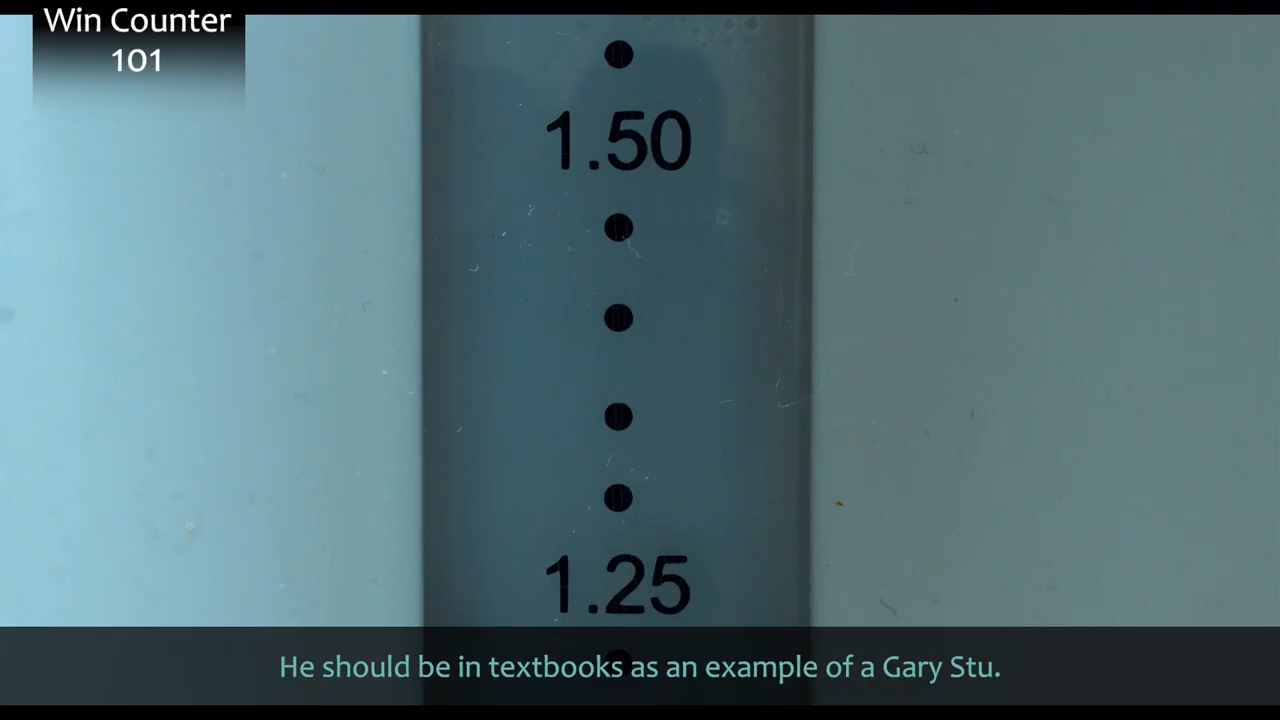 Win Counter
101
1.50
1.25
He should be in textbooks as an example of a Gary Stu.